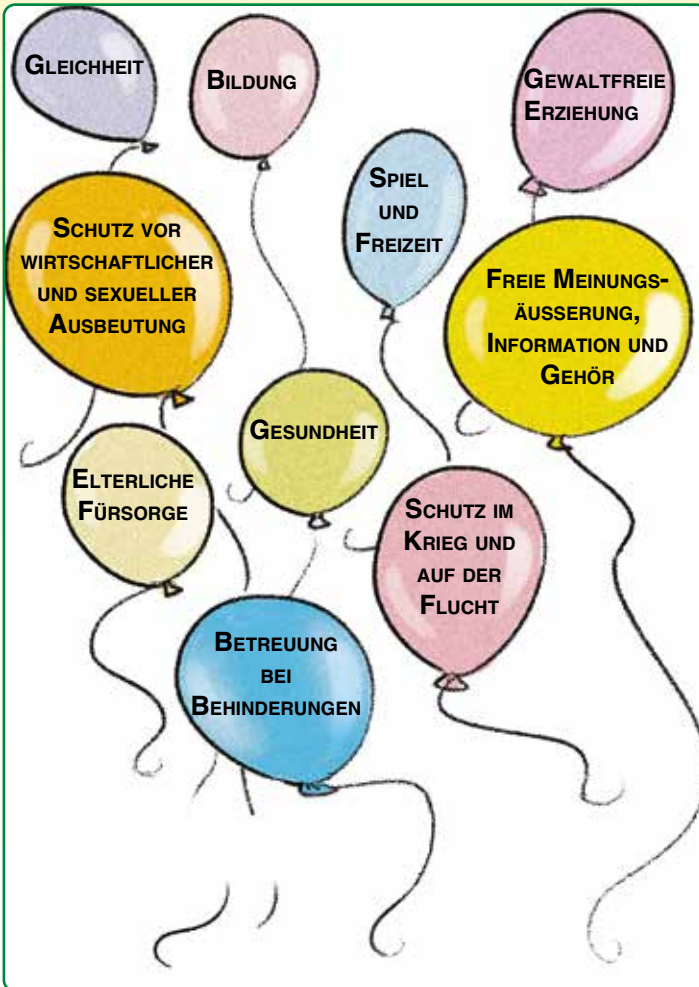 Gleichheit
Bildung
Gewaltfreie
Erziehung
Spiel
und
Freizeit
Schutz vor
wirtschaftlicher
und sexueller
Ausbeutung
Freie Meinungs-
äusserung,
Information und
Gehör
Gesundheit
Elterliche
Fürsorge
Schutz im
Krieg und
auf der
Flucht
Betreuung
bei
Behinderungen